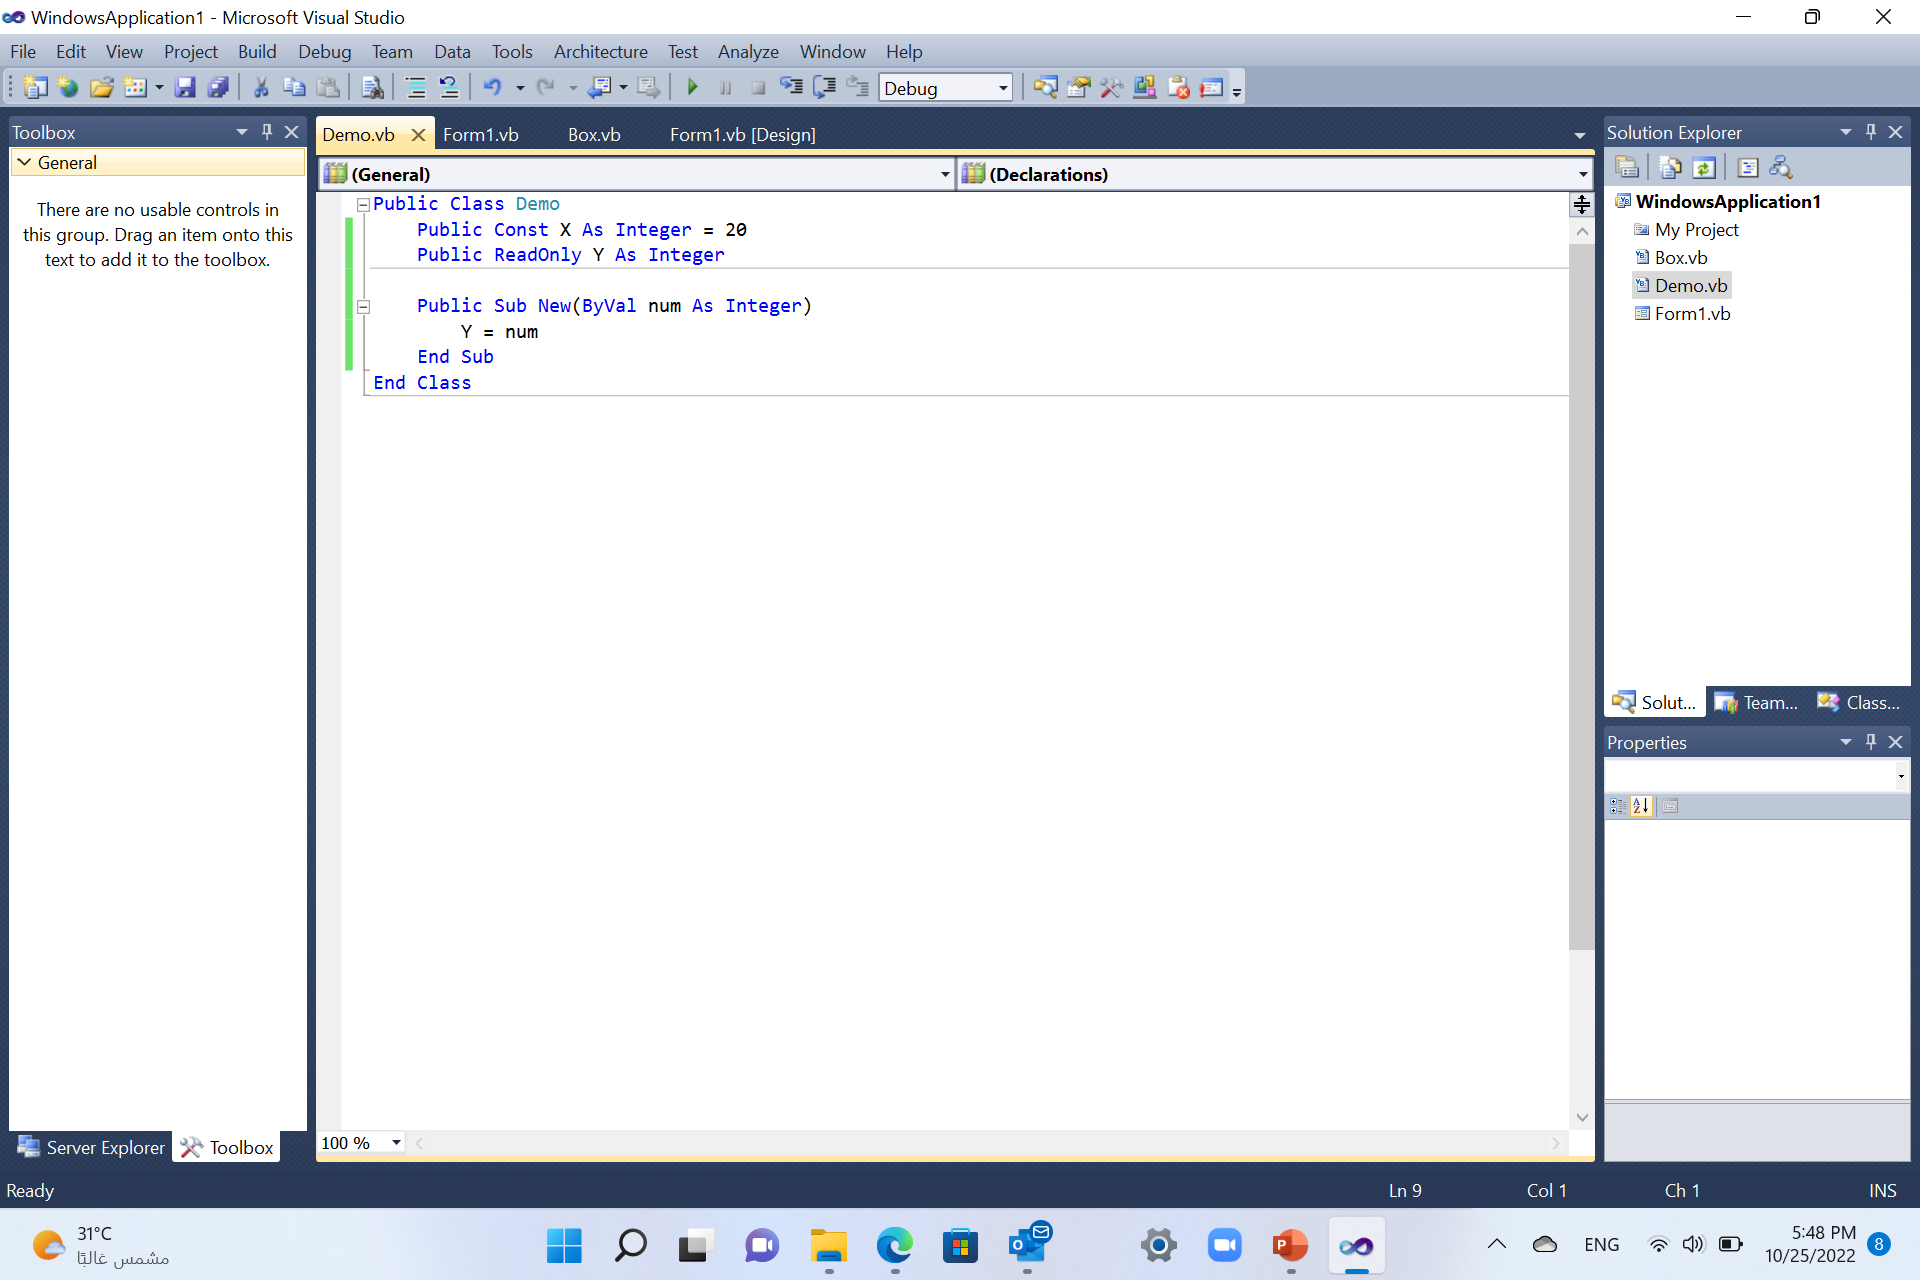 WindowsApplication1 - Microsoft Visual Studio
File Edit View Project Build Debug Team Data Tools Architecture Test Analyze Window Help
Debug
Toolbox
General
There are no usable controls in
this group. Drag an item onto this
text to add it to the toolbox.
Server Explorer Toolbox
Demo.vb Form1.vb Box.vb Form1.vb [Design]
(General) (Declarations)
Public Class Demo
Public Const X As Integer = 20
Public ReadOnly Y As Integer
Public Sub New(ByVal num As Integer)
Y = num
End Sub
End Class
100 %
Solution Explorer
WindowsApplication1
My Project
Box.vb
Demo.vb
Form1.vb
Solut... Team... Class...
Properties
Ready Ln 9 Col 1 Ch 1 INS
31°C
مشمس غالبًا
ENG
5:48 PM
10/25/2022
8